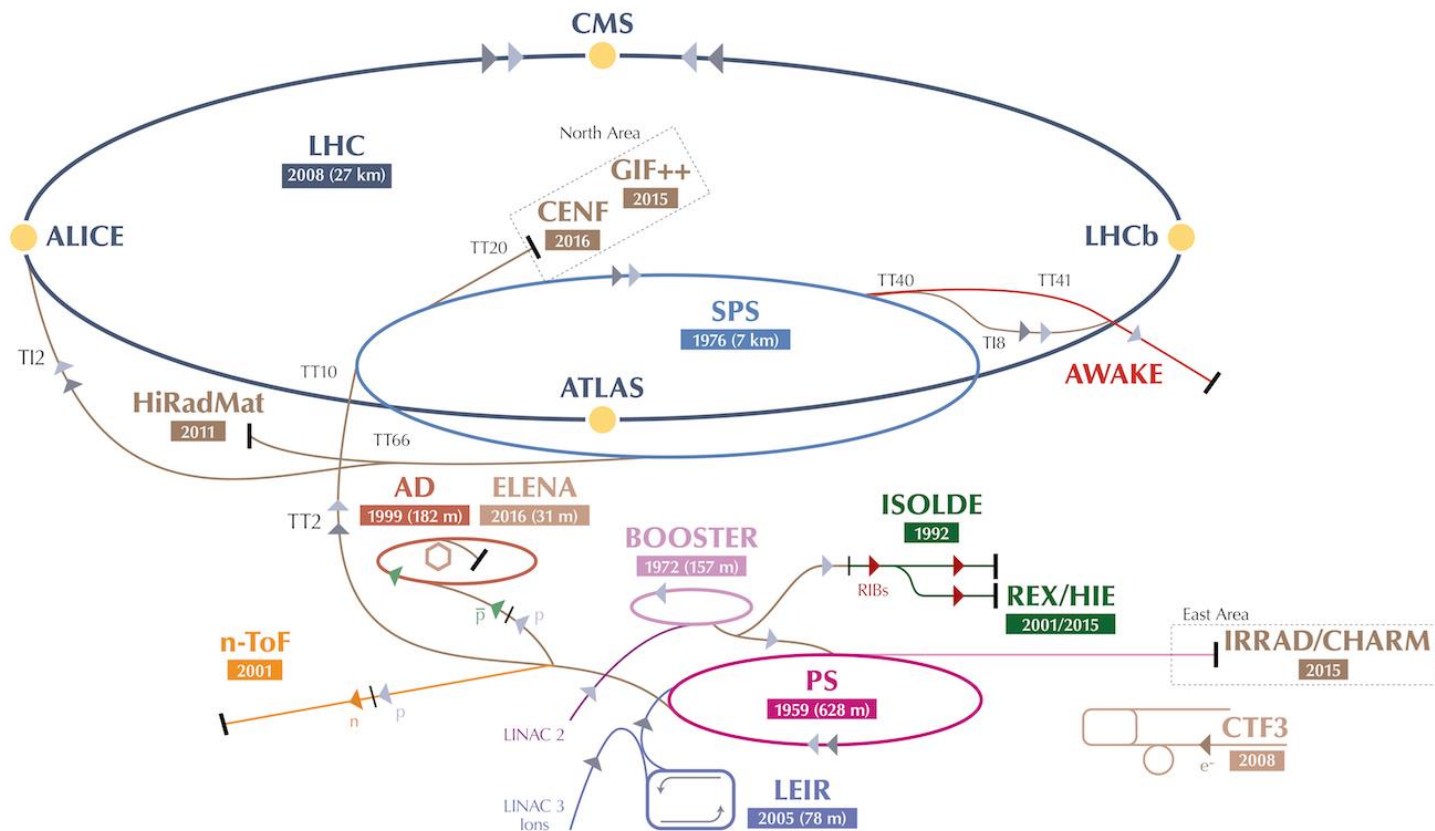 CMS
North Area
LHC
2008 (27 km)
GIF++
2015
CENF
2016
ALICE
LHCb
TT20
TT40
TT41
SPS
1976 (7 km)
TI8
TI2
TT10
ATLAS
AWAKE
HiRadMat
2011
TT66
AD
1999 (182 m)
ELENA
2016 (31 m)
TT2
ISOLDE
1992
BOOSTER
1972 (157 m)
RIBs
REX/HIE
2001/2015
p̅
p
East Area
n-ToF
2001
IRRAD/CHARM
2015
PS
1959 (628 m)
n
p
LINAC 2
CTF3
2008
e⁻
LEIR
2005 (78 m)
LINAC 3
Ions